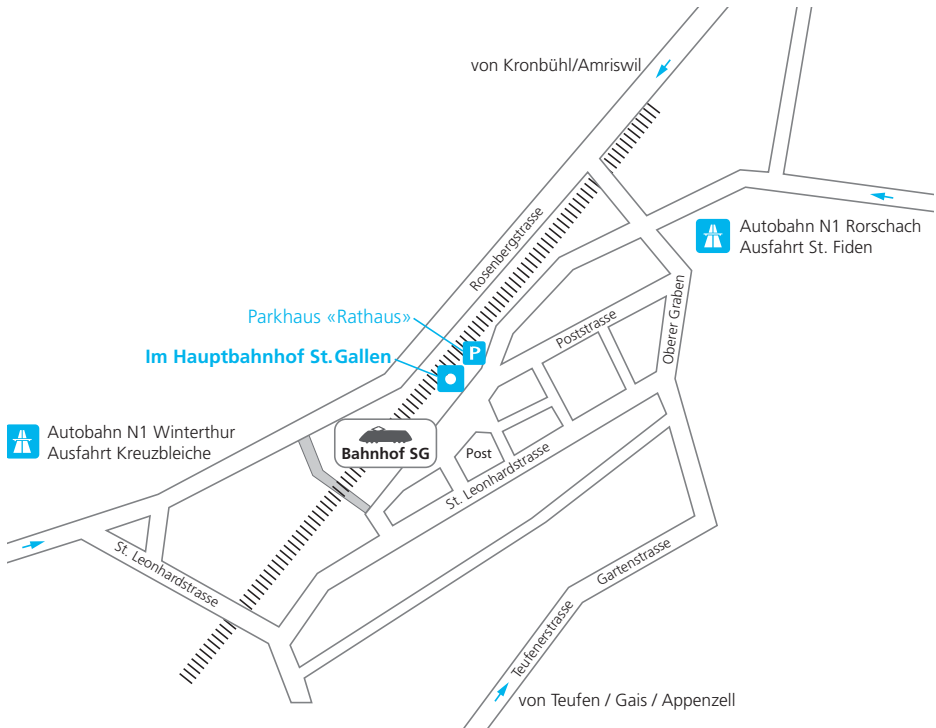 von Kronbühl/Amriswil
Rosenbergstrasse
Autobahn N1 Rorschach
Ausfahrt St. Fiden
Oberer Graben
Parkhaus «Rathaus»
P
Poststrasse
Im Hauptbahnhof St.Gallen
Autobahn N1 Winterthur
Ausfahrt Kreuzbleiche
Bahnhof SG
Post
St. Leonhardstrasse
St. Leonhardstrasse
Gartenstrasse
Teufenerstrasse
von Teufen / Gais / Appenzell